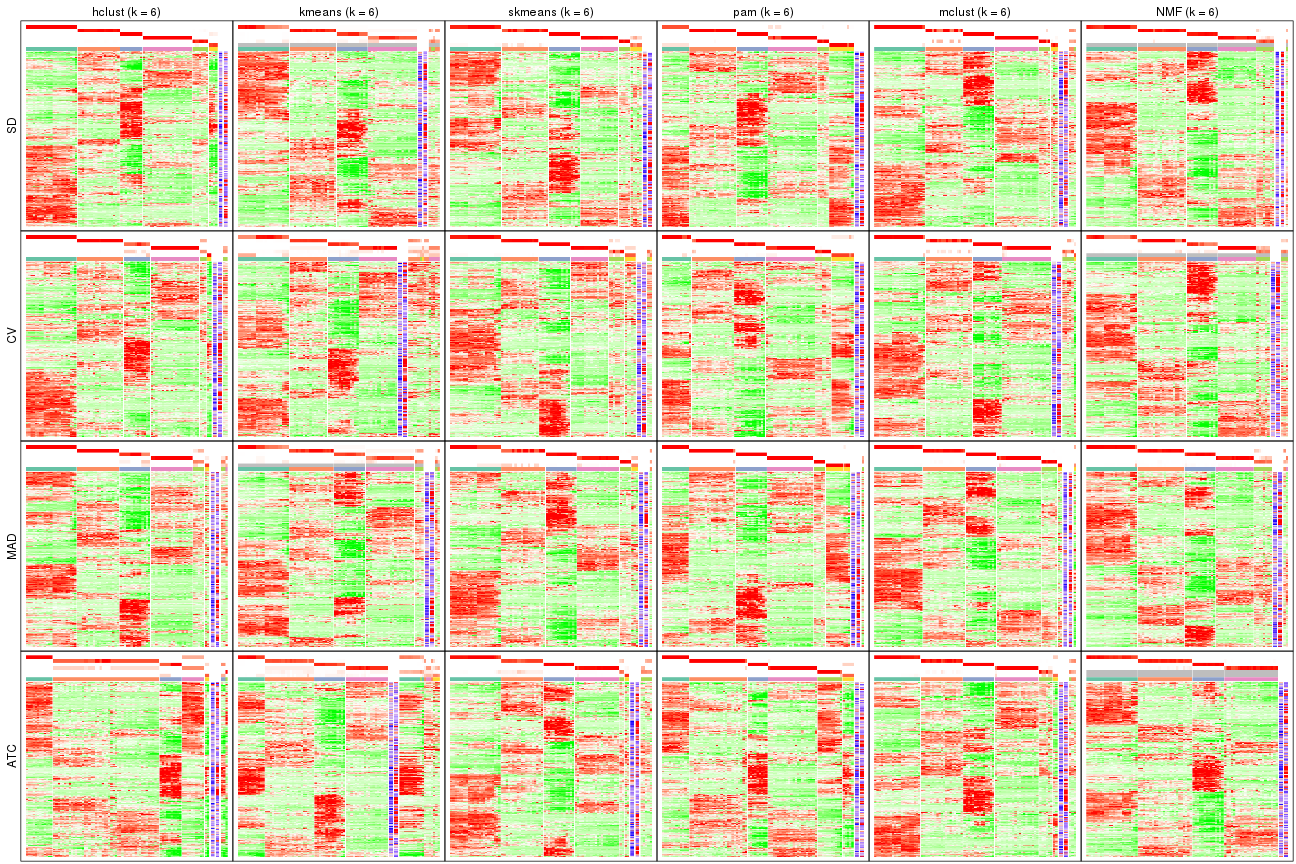 hclust (k = 6)
kmeans (k = 6)
skmeans (k = 6)
pam (k = 6)
mclust (k = 6)
NMF (k = 6)
SD
CV
MAD
ATC